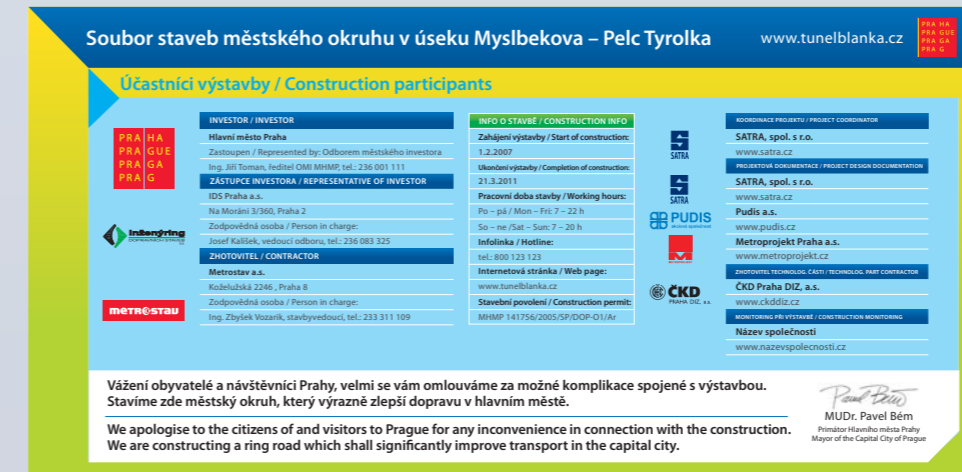 Soubor staveb městského okruhu v úseku Myslbekova – Pelc Tyrolka
www.tunelblanka.cz
PRA HA
PRA GUE
PRA GA
PRA G
Účastníci výstavby / Construction participants
PRA HA
PRA GUE
PRA GA
PRA G
INVESTOR / INVESTOR
Hlavní město Praha
Zastoupen / Represented by: Odborem městského investora
Ing. Jiří Toman, ředitel OMI MHMP, tel.: 236 001 111
ZÁSTUPCE INVESTORA / REPRESENTATIVE OF INVESTOR
IDS Praha a.s.
Na Moráni 3/360, Praha 2
Zodpovědná osoba / Person in charge:
Josef Kališek, vedoucí odboru, tel.: 236 083 325
Inženýring
DOPRAVNÍCH STAVEB
ZHOTOVITEL / CONTRACTOR
Metrostav a.s.
Koželužská 2246 , Praha 8
Zodpovědná osoba / Person in charge:
Ing. Zbyšek Vozarik, stavbyvedoucí, tel.: 233 311 109
METROSTAV
INFO O STAVBĚ / CONSTRUCTION INFO
Zahájení výstavby / Start of construction:
1.2.2007
Ukončení výstavby / Completion of construction:
21.3.2011
Pracovní doba stavby / Working hours:
Po – pá / Mon – Fri: 7 – 22 h
So – ne /Sat – Sun: 7 – 20 h
Infolinka / Hotline:
tel.: 800 123 123
Internetová stránka / Web page:
www.tunelblanka.cz
Stavební povolení / Construction permit:
MHMP 141756/2005/SP/DOP-O1/Ar
SATRA
SATRA
PUDIS
akciová společnost
METROPROJEKT
ČKD
PRAHA DIZ, a.s.
KOORDINACE PROJEKTU / PROJECT COORDINATOR
SATRA, spol. s r.o.
www.satra.cz
PROJEKTOVÁ DOKUMENTACE / PROJECT DESIGN DOCUMENTATION
SATRA, spol. s r.o.
www.satra.cz
Pudis a.s.
www.pudis.cz
Metroprojekt Praha a.s.
www.metroprojekt.cz
ZHOTOVITEL TECHNOLOG. ČÁSTI / TECHNOLOG. PART CONTRACTOR
ČKD Praha DIZ, a.s.
www.ckddiz.cz
MONITORING PŘI VÝSTAVBĚ / CONSTRUCTION MONITORING
Název společnosti
www.nazevspolecnosti.cz
Vážení obyvatelé a návštěvníci Prahy, velmi se vám omlouváme za možné komplikace spojené s výstavbou.
Stavíme zde městský okruh, který výrazně zlepší dopravu v hlavním městě.
We apologise to the citizens of and visitors to Prague for any inconvenience in connection with the construction.
We are constructing a ring road which shall significantly improve transport in the capital city.
Pavel Bém
MUDr. Pavel Bém
Primátor Hlavního města Prahy
Mayor of the Capital City of Prague